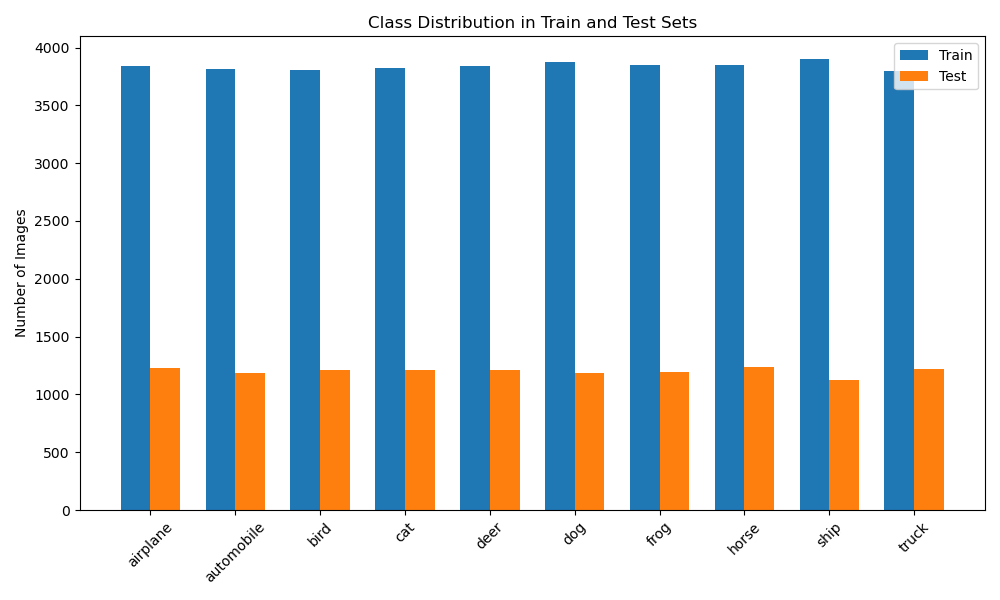 Class Distribution in Train and Test Sets
Train
Test
Number of Images
4000
3500
3000
2500
2000
1500
1000
500
0
airplane
automobile
bird
cat
deer
dog
frog
horse
ship
truck